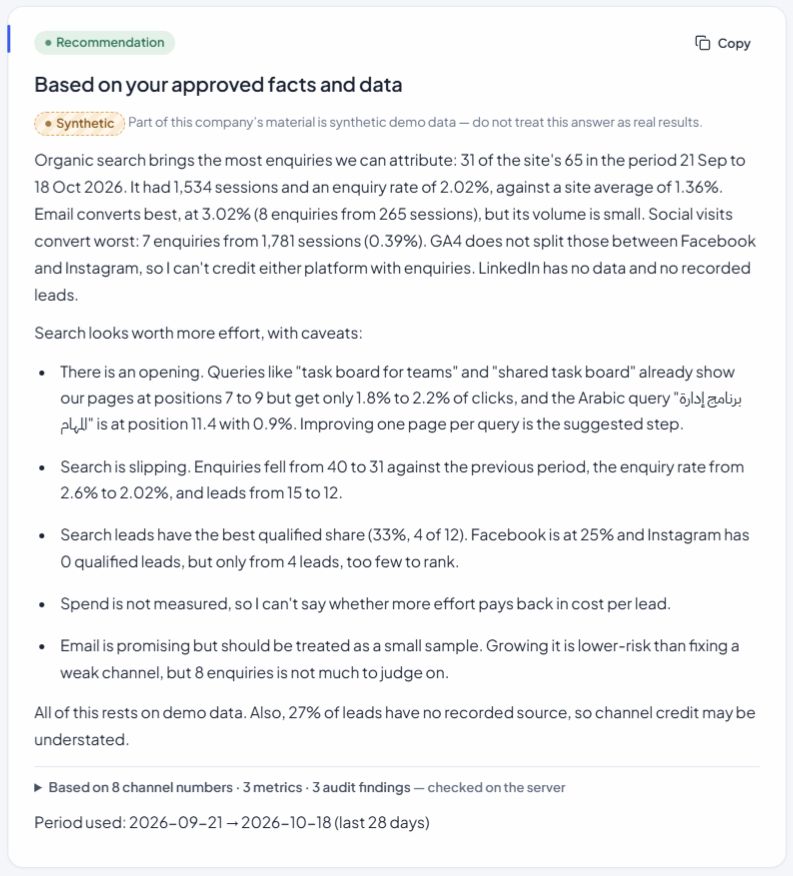 Recommendation
Copy
Based on your approved facts and data
Synthetic Part of this company's material is synthetic demo data — do not treat this answer as real results.
Organic search brings the most enquiries we can attribute: 31 of the site's 65 in the period 21 Sep to
18 Oct 2026. It had 1,534 sessions and an enquiry rate of 2.02%, against a site average of 1.36%.
Email converts best, at 3.02% (8 enquiries from 265 sessions), but its volume is small. Social visits
convert worst: 7 enquiries from 1,781 sessions (0.39%). GA4 does not split those between Facebook
and Instagram, so I can't credit either platform with enquiries. LinkedIn has no data and no recorded
leads.
Search looks worth more effort, with caveats:
• There is an opening. Queries like "task board for teams" and "shared task board" already show
our pages at positions 7 to 9 but get only 1.8% to 2.2% of clicks, and the Arabic query "برنامج إدارة
المهام" is at position 11.4 with 0.9%. Improving one page per query is the suggested step.
• Search is slipping. Enquiries fell from 40 to 31 against the previous period, the enquiry rate from
2.6% to 2.02%, and leads from 15 to 12.
• Search leads have the best qualified share (33%, 4 of 12). Facebook is at 25% and Instagram has
0 qualified leads, but only from 4 leads, too few to rank.
• Spend is not measured, so I can't say whether more effort pays back in cost per lead.
• Email is promising but should be treated as a small sample. Growing it is lower-risk than fixing a
weak channel, but 8 enquiries is not much to judge on.
All of this rests on demo data. Also, 27% of leads have no recorded source, so channel credit may be
understated.
▶ Based on 8 channel numbers · 3 metrics · 3 audit findings — checked on the server
Period used: 2026-09-21 → 2026-10-18 (last 28 days)